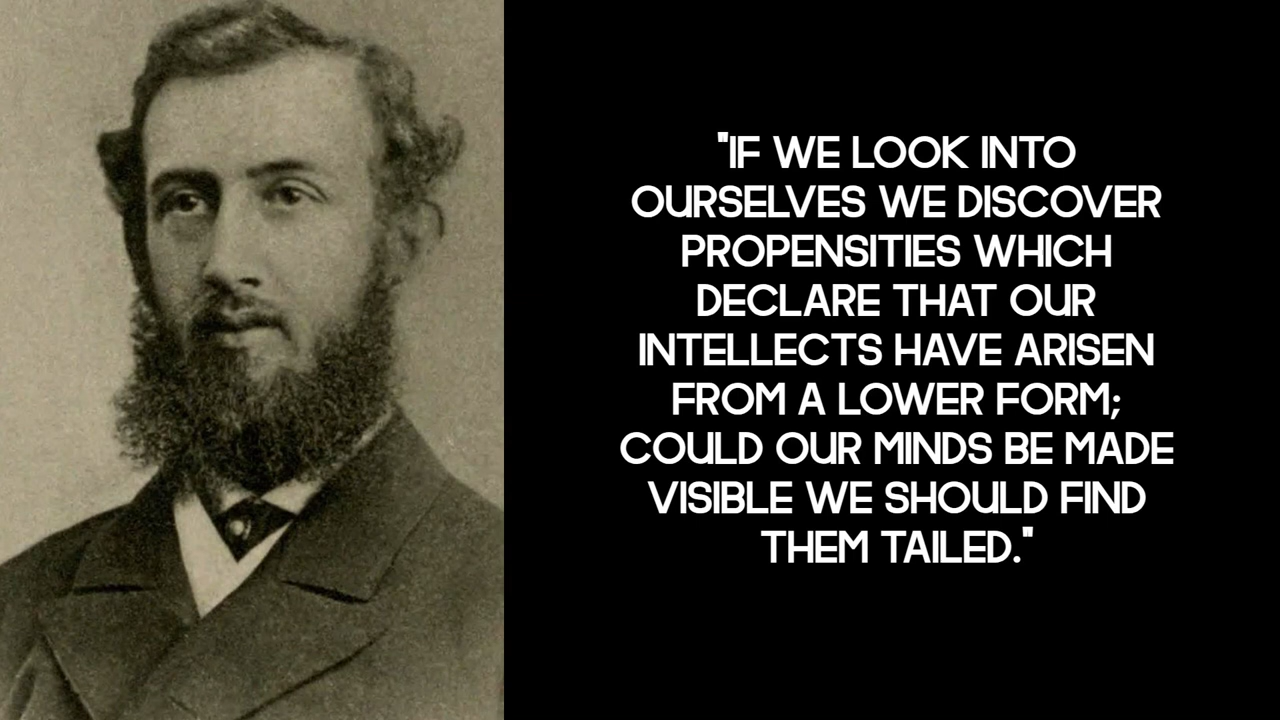 "IF WE LOOK INTO
OURSELVES WE DISCOVER
PROPENSITIES WHICH
DECLARE THAT OUR
INTELLECTS HAVE ARISEN
FROM A LOWER FORM;
COULD OUR MINDS BE MADE
VISIBLE WE SHOULD FIND
THEM TAILED."